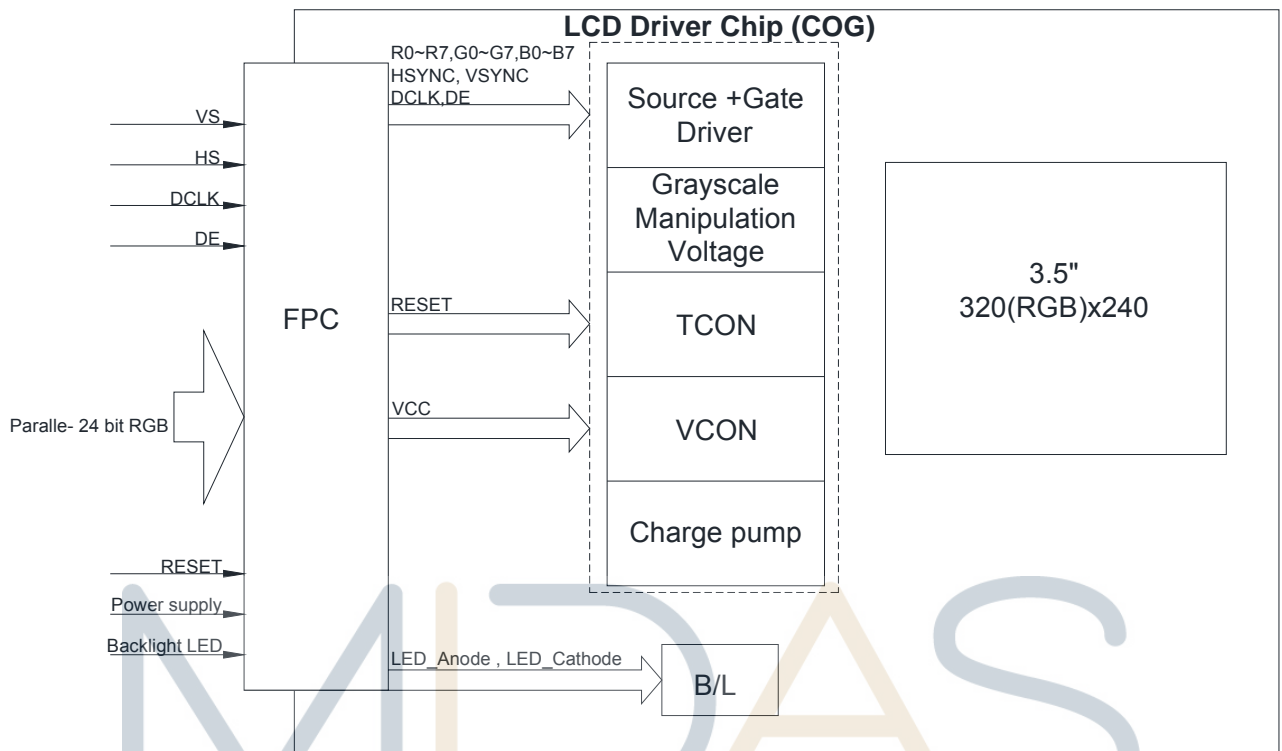 LCD Driver Chip (COG)
R0~R7,G0~G7,B0~B7
HSYNC, VSYNC
DCLK,DE
VS
HS
DCLK
DE
Paralle- 24 bit RGB
RESET
Power supply
Backlight LED
FPC
RESET
VCC
LED_Anode , LED_Cathode
Source +Gate
Driver
Grayscale
Manipulation
Voltage
TCON
VCON
Charge pump
B/L
3.5"
320(RGB)x240
MIDAS